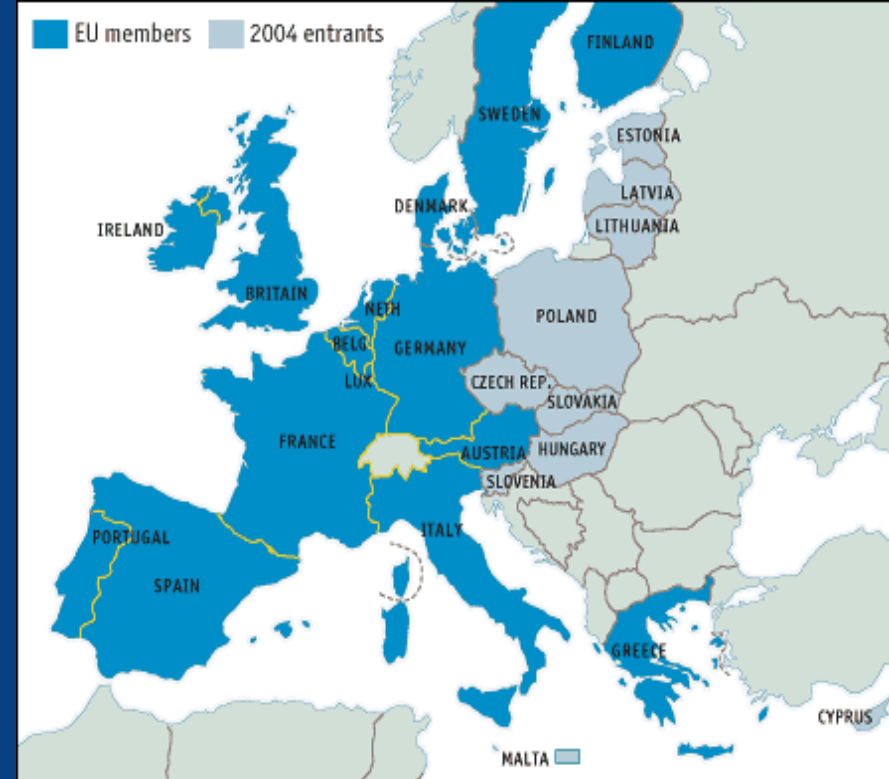 EU members
2004 entrants
FINLAND
SWEDEN
ESTONIA
LATVIA
DENMARK
LITHUANIA
IRELAND
BRITAIN
NETH
POLAND
BELG
GERMANY
LUX
CZECH REP.
SLOVAKIA
FRANCE
AUSTRIA
HUNGARY
SLOVENIA
ITALY
PORTUGAL
SPAIN
GREECE
CYPRUS
MALTA